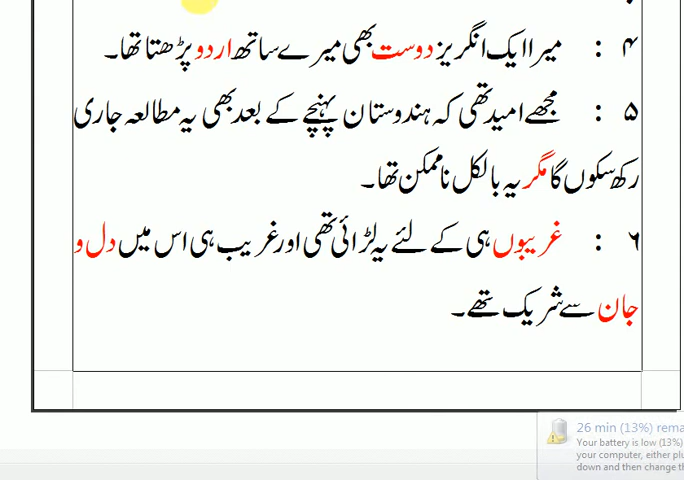 ۴ : میرا ایک انگریز دوست بھی میرے ساتھ اردو پڑھتا تھا۔
۵ : مجھے امید تھی کہ ہندوستان پہنچے کے بعد بھی یہ مطالعہ جاری
رکھ سکوں گا مگر یہ بالکل ناممکن تھا۔
۶ : غریبوں ہی کے لئے یہ لڑائی تھی اور غریب ہی اس میں دل و
جان سے شریک تھے۔
26 min (13%) rema
Your battery is low (13%)
your computer, either plu
down and then change th